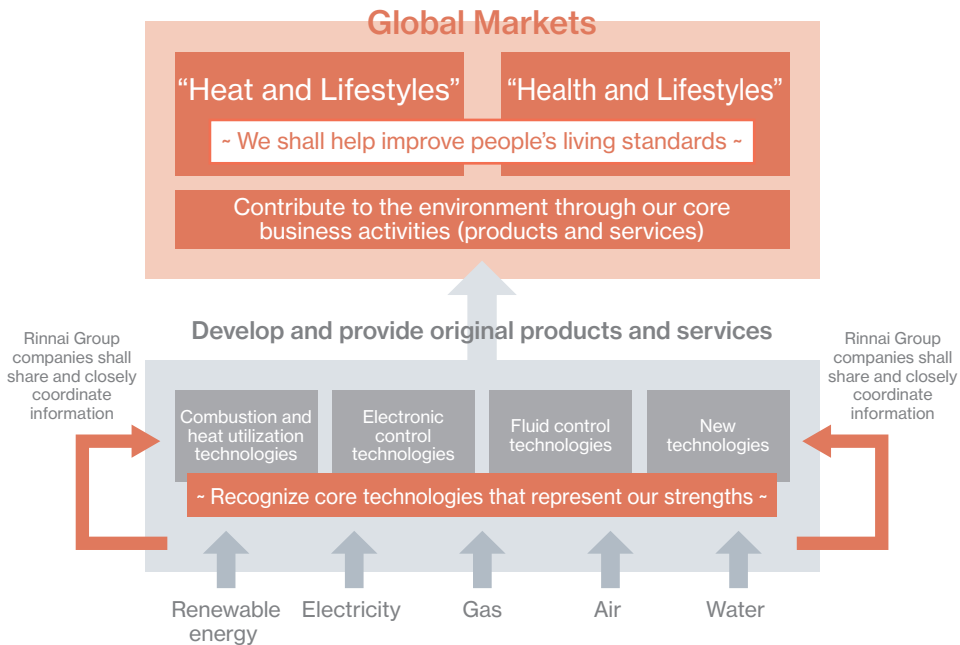 Global Markets
“Heat and Lifestyles”
“Health and Lifestyles”
~ We shall help improve people’s living standards ~
Contribute to the environment through our core
business activities (products and services)
Develop and provide original products and services
Rinnai Group
companies shall
share and closely
coordinate
information
Rinnai Group
companies shall
share and closely
coordinate
information
Combustion and
heat utilization
technologies
Electronic
control
technologies
Fluid control
technologies
New
technologies
~ Recognize core technologies that represent our strengths ~
Renewable
energy
Electricity
Gas
Air
Water